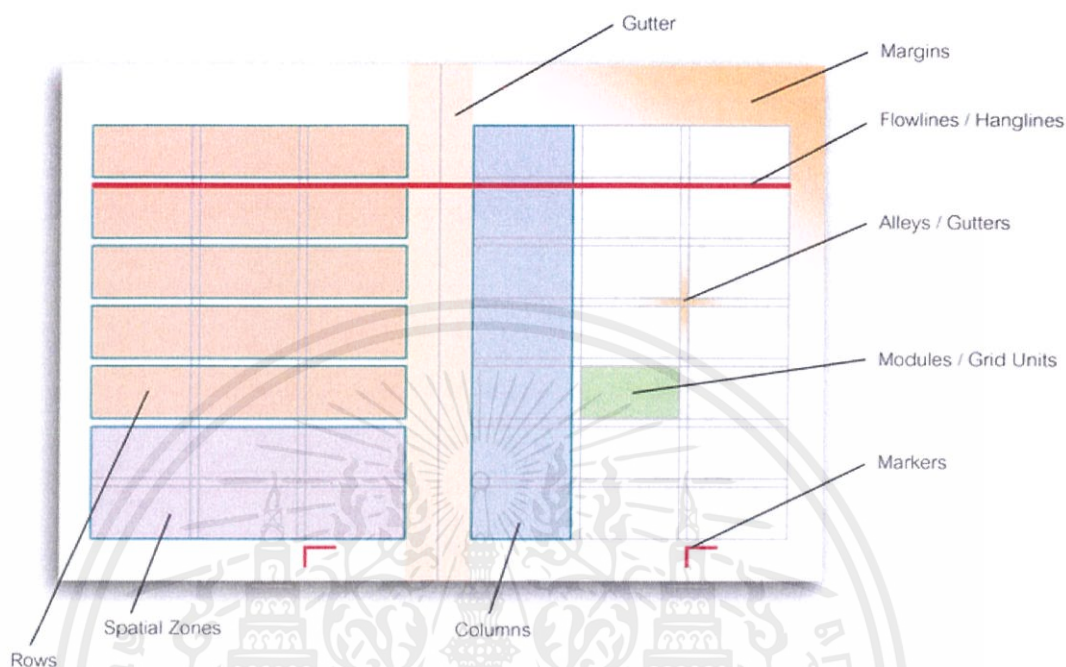 Gutter
Margins
Flowlines / Hanglines
Alleys / Gutters
Modules / Grid Units
Markers
Spatial Zones
Columns
Rows